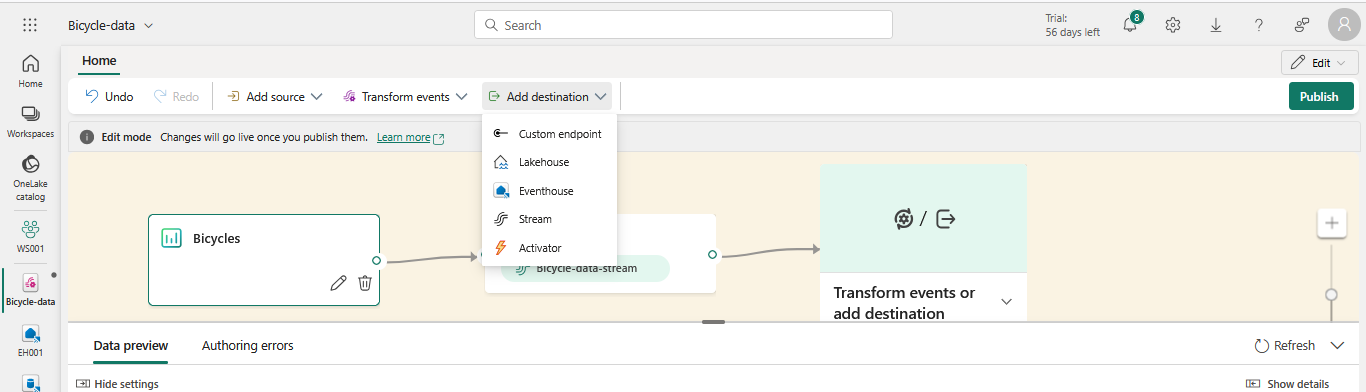 Bicycle-data
Search
Trial:
56 days left
8
?
Home
Workspaces
OneLake
catalog
WS001
Bicycle-data
EH001
Home
Edit
Undo
Redo
Add source
Transform events
Add destination
Publish
Edit mode
Changes will go live once you publish them.
Learn more
Custom endpoint
Lakehouse
Eventhouse
Stream
Activator
Bicycles
Bicycle-data-stream
/
Transform events or
add destination
Data preview
Authoring errors
Refresh
Hide settings
Show details